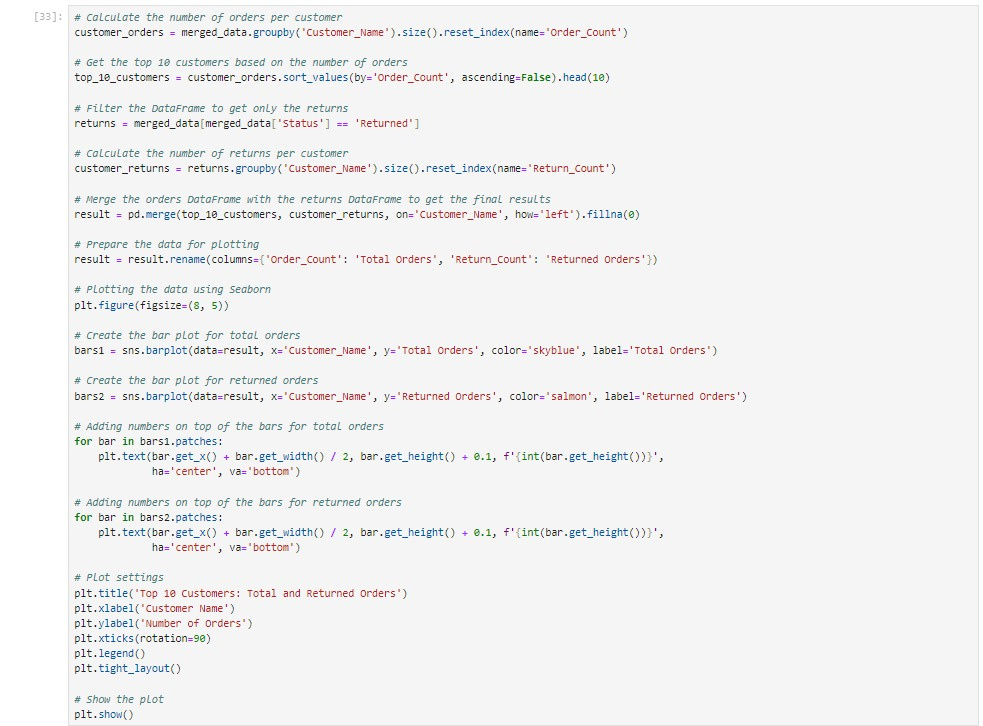 [33]: # Calculate the number of orders per customer
customer_orders = merged_data.groupby('Customer_Name').size().reset_index(name='Order_Count')
# Get the top 10 customers based on the number of orders
top_10_customers = customer_orders.sort_values(by='Order_Count', ascending=False).head(10)
# Filter the DataFrame to get only the returns
returns = merged_data[merged_data['Status'] == 'Returned']
# Calculate the number of returns per customer
customer_returns = returns.groupby('Customer_Name').size().reset_index(name='Return_Count')
# Merge the orders DataFrame with the returns DataFrame to get the final results
result = pd.merge(top_10_customers, customer_returns, on='Customer_Name', how='left').fillna(0)
# Prepare the data for plotting
result = result.rename(columns={'Order_Count': 'Total Orders', 'Return_Count': 'Returned Orders'})
# Plotting the data using Seaborn
plt.figure(figsize=(8, 5))
# Create the bar plot for total orders
bars1 = sns.barplot(data=result, x='Customer_Name', y='Total Orders', color='skyblue', label='Total Orders')
# Create the bar plot for returned orders
bars2 = sns.barplot(data=result, x='Customer_Name', y='Returned Orders', color='salmon', label='Returned Orders')
# Adding numbers on top of the bars for total orders
for bar in bars1.patches:
    plt.text(bar.get_x() + bar.get_width() / 2, bar.get_height() + 0.1, f'{int(bar.get_height())}',
             ha='center', va='bottom')
# Adding numbers on top of the bars for returned orders
for bar in bars2.patches:
    plt.text(bar.get_x() + bar.get_width() / 2, bar.get_height() + 0.1, f'{int(bar.get_height())}',
             ha='center', va='bottom')
# Plot settings
plt.title('Top 10 Customers: Total and Returned Orders')
plt.xlabel('Customer Name')
plt.ylabel('Number of Orders')
plt.xticks(rotation=90)
plt.legend()
plt.tight_layout()
# Show the plot
plt.show()